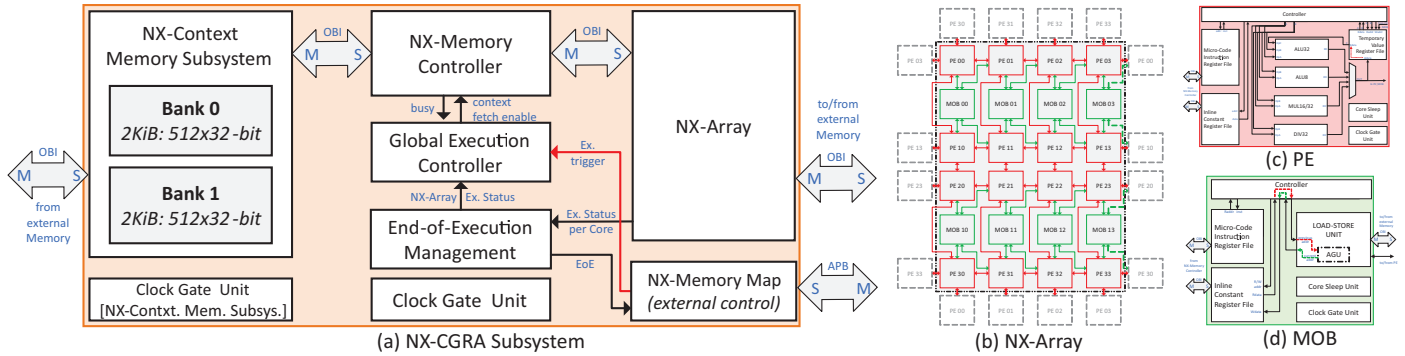 NX-Context
Memory Subsystem
Bank 0
2KiB: 512x32-bit
Bank 1
2KiB: 512x32-bit
OBI
M S
from
external
Memory
Clock Gate Unit
[NX-Contxt. Mem. Subsys.]
OBI
M S
NX-Memory
Controller
busy
context
fetch enable
Global Execution
Controller
NX-Array
Ex. Status
End-of-Execution
Management
EoE
Clock Gate Unit
OBI
M S
Ex.
trigger
Ex. Status
per Core
NX-Array
NX-Memory Map
(external control)
to/from
external
Memory
OBI
M S
APB
S M
(a) NX-CGRA Subsystem
PE 30 PE 31 PE 32 PE 33
PE 03 PE 00 PE 01 PE 02 PE 03 PE 00
MOB 00 MOB 01 MOB 02 MOB 03
PE 13 PE 10 PE 11 PE 12 PE 13 PE 10
PE 23 PE 20 PE 21 PE 22 PE 23 PE 20
MOB 10 MOB 11 MOB 12 MOB 13
PE 33 PE 30 PE 31 PE 32 PE 33 PE 30
PE 00 PE 01 PE 02 PE 03
(b) NX-Array
Controller
Micro-Code
Instruction
Register File
Inline
Constant
Register File
ALU32
ALU8
MUL16/32
DIV32
Temporary
Value
Register File
Core Sleep
Unit
Clock Gate
Unit
(c) PE
Controller
Micro-Code
Instruction
Register File
Inline
Constant
Register File
LOAD-STORE
UNIT
AGU
Core Sleep Unit
Clock Gate Unit
(d) MOB